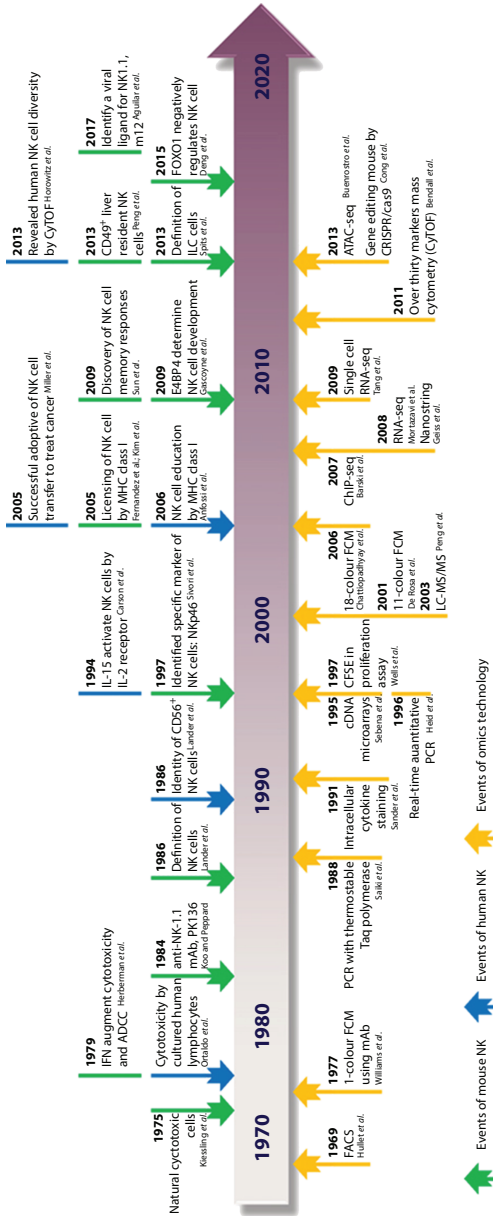 2005
Successful adoptive of NK cell
transfer to treat cancer Miller et al.
2013
Revealed human NK cell diversity
by CyTOF Horowitz et al.
1979
IFN augment cytotoxicity
and ADCC Herberman et al.
1994
IL-15 activate NK cells by
IL-2 receptor Carson et al.
2005
Licensing of NK cell
by MHC class I
Fernandez et al.; Kim et al.
2009
Discovery of NK cell
memory responses
Sun et al.
2013
CD49+ liver
resident NK
cells Peng et al.
2017
Identify a viral
ligand for NK1.1,
m12 Aguilar et al.
1975
Natural cyctotoxic
cells
Kiessling et al.
Cytotoxicity by
cultured human
lymphocytes
Ortaldo et al.
1984
anti-NK-1.1
mAb, PK136
Koo and Peppard
1986
Definition of
NK cells
Lander et al.
1986
Identity of CD56+
NK cells Lander et al.
1997
Identified specific marker of
NK cells: NKp46 Sivori et al.
2006
NK cell education
by MHC class I
Anfossi et al.
2009
E4BP4 determine
NK cell development
Gascoyne et al.
2013
Definition of
ILC cells
Spits et al.
2015
FOXO1 negatively
regulates NK cell
Deng et al.
1970
1980
1990
2000
2010
2020
1969
FACS
Hullet et al.
1977
1-colour FCM
using mAb
Williams et al.
1988
PCR with thermostable
Taq polymerase
Saiki et al.
1991
Intracellular
cytokine
staining
Sander et al.
1995
cDNA
microarrays
Sebena et al.
1996
Real-time auantitative
PCR Heid et al.
1997
CFSE in
proliferation
assay
Wells et al.
2001
11-colour FCM
De Rosa et al.
2003
LC-MS/MS Peng et al.
2006
18-colour FCM
Chattiopadhyay et al.
2007
ChIP-seq
Barski et al.
2008
RNA-seq
Mortazavi et al.
Nanostring
Geiss et al.
2009
Single cell
RNA-seq
Tang et al.
2011
Over thirty markers mass
cytometry (CyTOF) Bendall et al.
2013
ATAC-seq Buenrostro et al.
Gene editing mouse by
CRISPR/cas9 Cong et al.
Events of mouse NK
Events of human NK
Events of omics technology